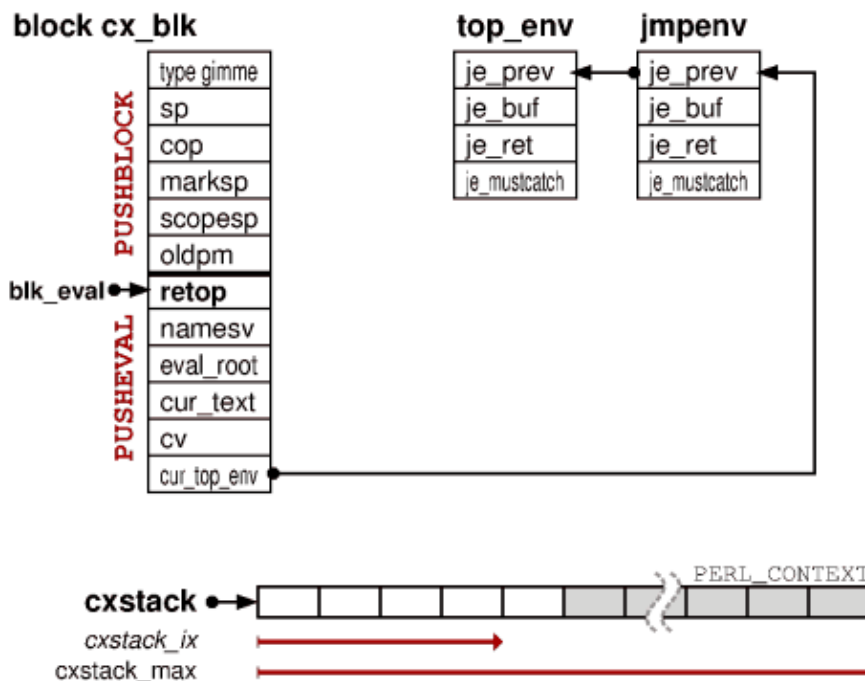 block cx_blk
top_env
jmpenv
type gimme
sp
cop
marksp
scopesp
oldpm
PUSHBLOCK
blk_eval
retop
namesv
eval_root
cur_text
cv
cur_top_env
PUSHEVAL
je_prev
je_buf
je_ret
je_mustcatch
je_prev
je_buf
je_ret
je_mustcatch
PERL_CONTEXT
cxstack
cxstack_ix
cxstack_max